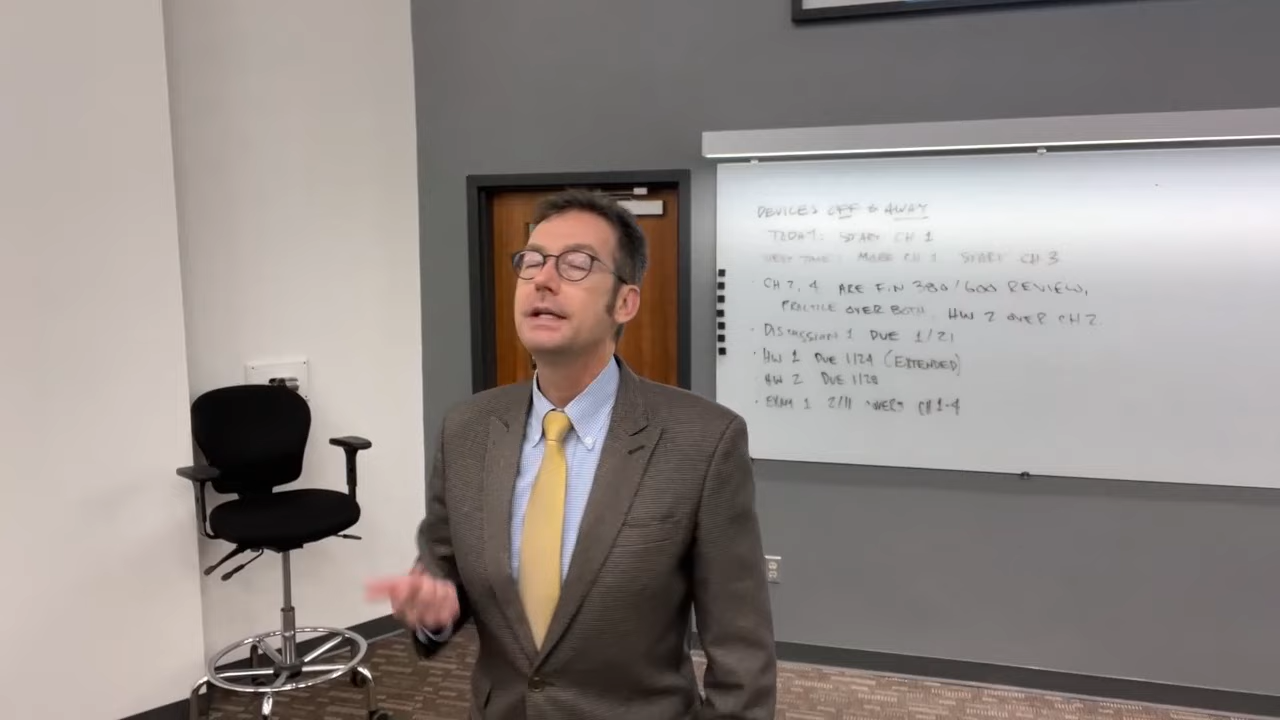 DEVICES OFF & AWAY
TODAY: START CH 1
NEXT TIME: MORE CH 1 START CH 3
· CH 2, 4 ARE FIN 380/600 REVIEW,
PRACTICE OVER BOTH. HW 2 OVER CH 2.
· DISCUSSION 1 DUE 1/21
· HW 1 DUE 1/24 (EXTENDED)
HW 2 DUE 1/28
· EXAM 1 2/11 COVERS CH 1-4